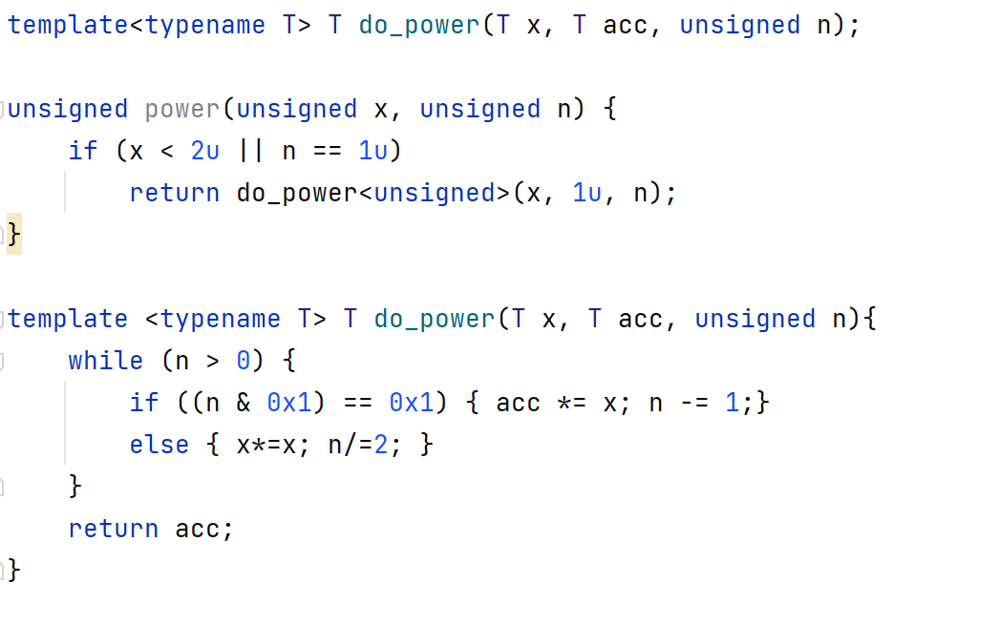 template<typename T> T do_power(T x, T acc, unsigned n);
unsigned power(unsigned x, unsigned n) {
    if (x < 2u || n == 1u)
        return do_power<unsigned>(x, 1u, n);
}
template <typename T> T do_power(T x, T acc, unsigned n){
    while (n > 0) {
        if ((n & 0x1) == 0x1) { acc *= x; n -= 1;}
        else { x*=x; n/=2; }
    }
    return acc;
}